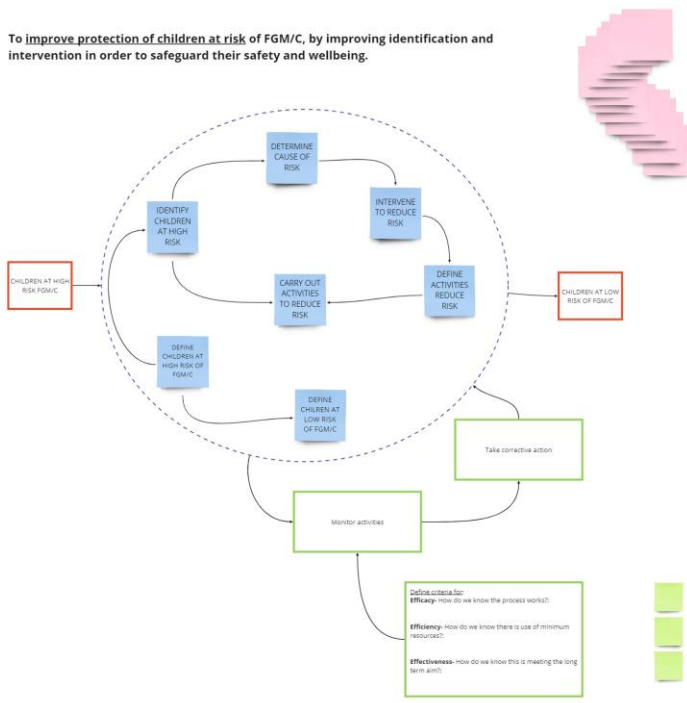 To improve protection of children at risk of FGM/C, by improving identification and
intervention in order to safeguard their safety and wellbeing.
DETERMINE
CAUSE OF
RISK
INTERVENE
TO REDUCE
RISK
IDENTIFY
CHILDREN
AT HIGH
RISK
CHILDREN AT HIGH
RISK FGM/C
CARRY OUT
ACTIVITIES
TO REDUCE
RISK
DEFINE
ACTIVITIES
REDUCE
RISK
CHILDREN AT LOW
RISK OF FGM/C
DEFINE
CHILDREN AT
HIGH RISK OF
FGM/C
DEFINE
CHILREN AT
LOW RISK
OF FGM/C
Take corrective action
Monitor activities
Define criteria for:
Efficacy- How do we know the process works?:
Efficiency- How do we know there is use of minimum
resources?:
Effectiveness- How do we know this is meeting the long
term aim?: